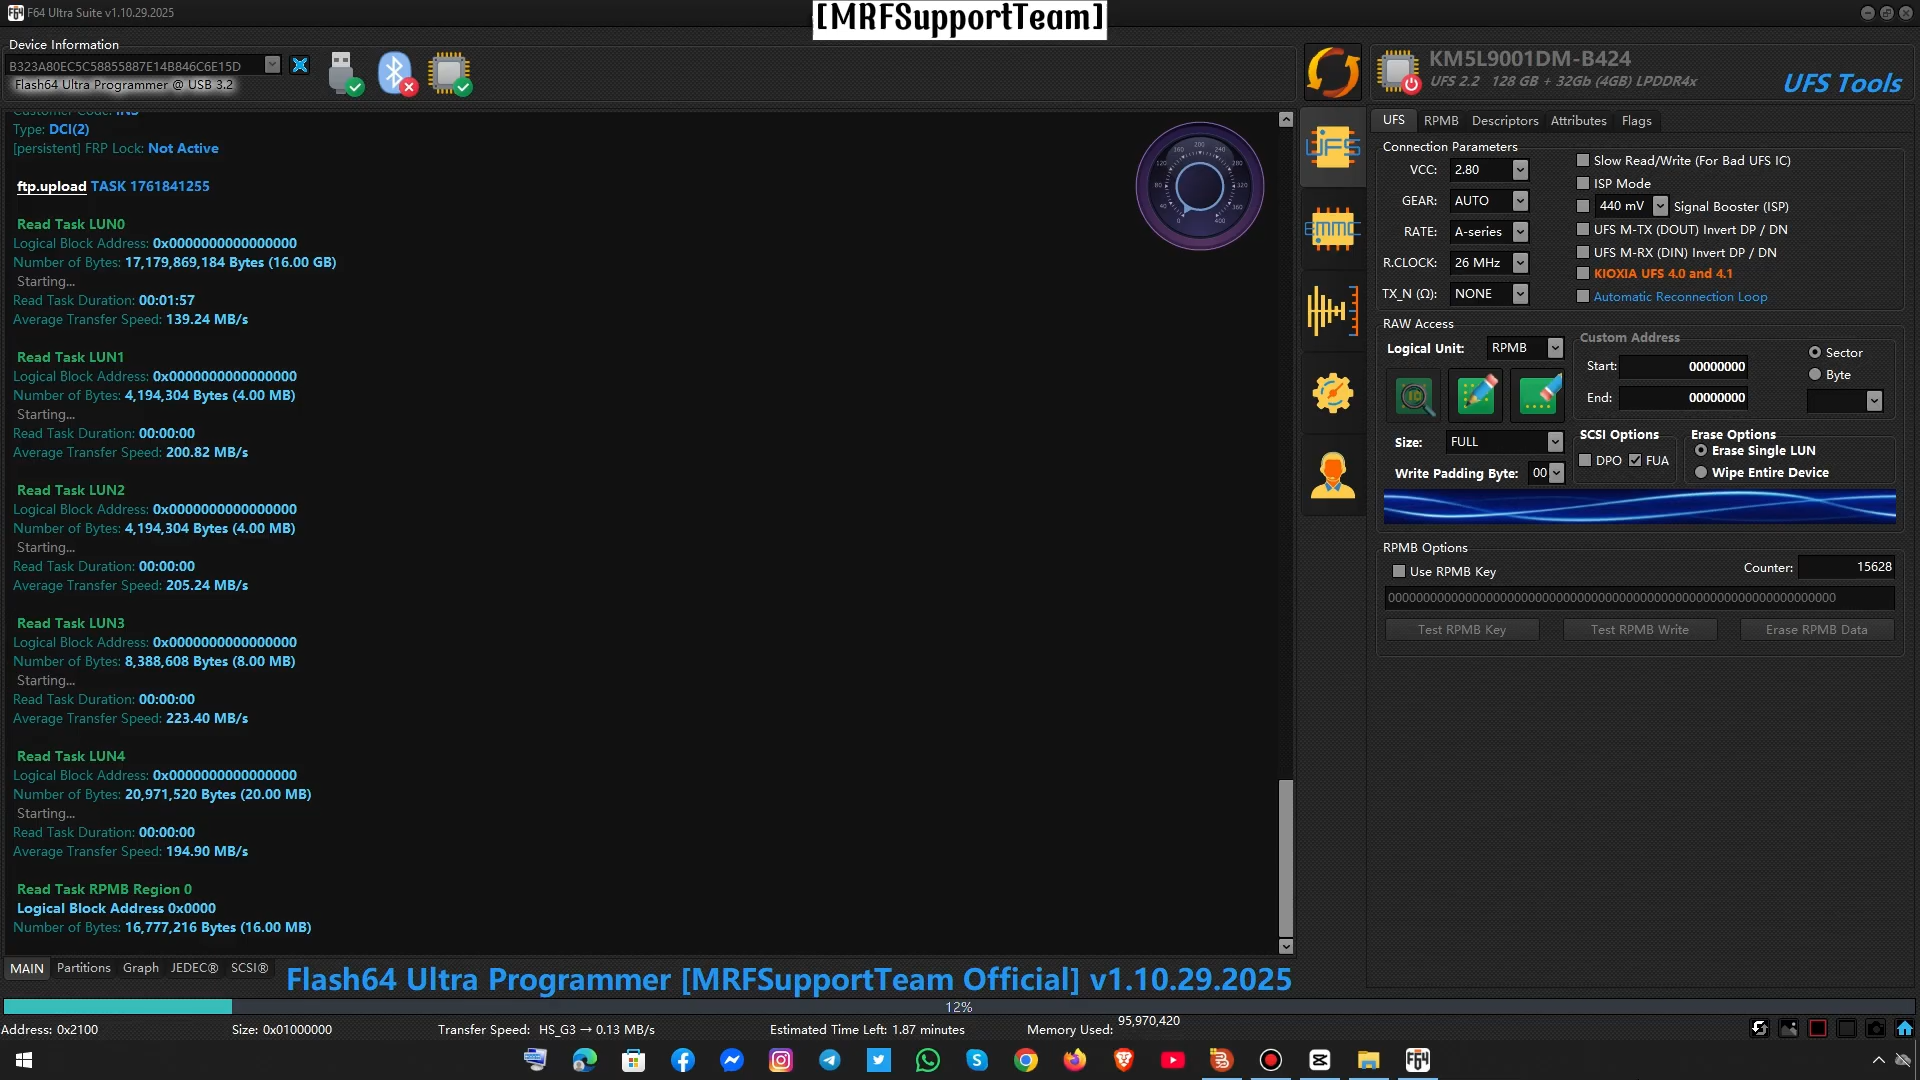 F64 Ultra Suite v1.10.29.2025
[MRFSupportTeam]
Device Information
B323A80EC5C58855887E14B846C6E15D
Flash64 Ultra Programmer @ USB 3.2
KM5L9001DM-B424
UFS 2.2 128 GB + 32Gb (4GB) LPDDR4x
UFS Tools
Type: DCI(2)
[persistent] FRP Lock: Not Active
ftp.upload TASK 1761841255
Read Task LUN0
Logical Block Address: 0x0000000000000000
Number of Bytes: 17,179,869,184 Bytes (16.00 GB)
Starting...
Read Task Duration: 00:01:57
Average Transfer Speed: 139.24 MB/s
Read Task LUN1
Logical Block Address: 0x0000000000000000
Number of Bytes: 4,194,304 Bytes (4.00 MB)
Starting...
Read Task Duration: 00:00:00
Average Transfer Speed: 200.82 MB/s
Read Task LUN2
Logical Block Address: 0x0000000000000000
Number of Bytes: 4,194,304 Bytes (4.00 MB)
Starting...
Read Task Duration: 00:00:00
Average Transfer Speed: 205.24 MB/s
Read Task LUN3
Logical Block Address: 0x0000000000000000
Number of Bytes: 8,388,608 Bytes (8.00 MB)
Starting...
Read Task Duration: 00:00:00
Average Transfer Speed: 223.40 MB/s
Read Task LUN4
Logical Block Address: 0x0000000000000000
Number of Bytes: 20,971,520 Bytes (20.00 MB)
Starting...
Read Task Duration: 00:00:00
Average Transfer Speed: 194.90 MB/s
Read Task RPMB Region 0
Logical Block Address 0x0000
Number of Bytes: 16,777,216 Bytes (16.00 MB)
0 40 80 120 160 200 240 280 320 360 400
UFS
eMMC
UFS RPMB Descriptors Attributes Flags
Connection Parameters
VCC: 2.80
GEAR: AUTO
RATE: A-series
R.CLOCK: 26 MHz
TX_N (Ω): NONE
Slow Read/Write (For Bad UFS IC)
ISP Mode
440 mV Signal Booster (ISP)
UFS M-TX (DOUT) Invert DP / DN
UFS M-RX (DIN) Invert DP / DN
KIOXIA UFS 4.0 and 4.1
Automatic Reconnection Loop
RAW Access
Logical Unit: RPMB
Size: FULL
Write Padding Byte: 00
Custom Address
Start: 00000000
End: 00000000
Sector
Byte
SCSI Options
DPO FUA
Erase Options
Erase Single LUN
Wipe Entire Device
RPMB Options
Use RPMB Key
Counter: 15628
0000000000000000000000000000000000000000000000000000000000000000
Test RPMB Key Test RPMB Write Erase RPMB Data
MAIN Partitions Graph JEDEC® SCSI®
Flash64 Ultra Programmer [MRFSupportTeam Official] v1.10.29.2025
12%
Address: 0x2100 Size: 0x01000000 Transfer Speed: HS_G3 → 0.13 MB/s Estimated Time Left: 1.87 minutes Memory Used: 95,970,420
F64